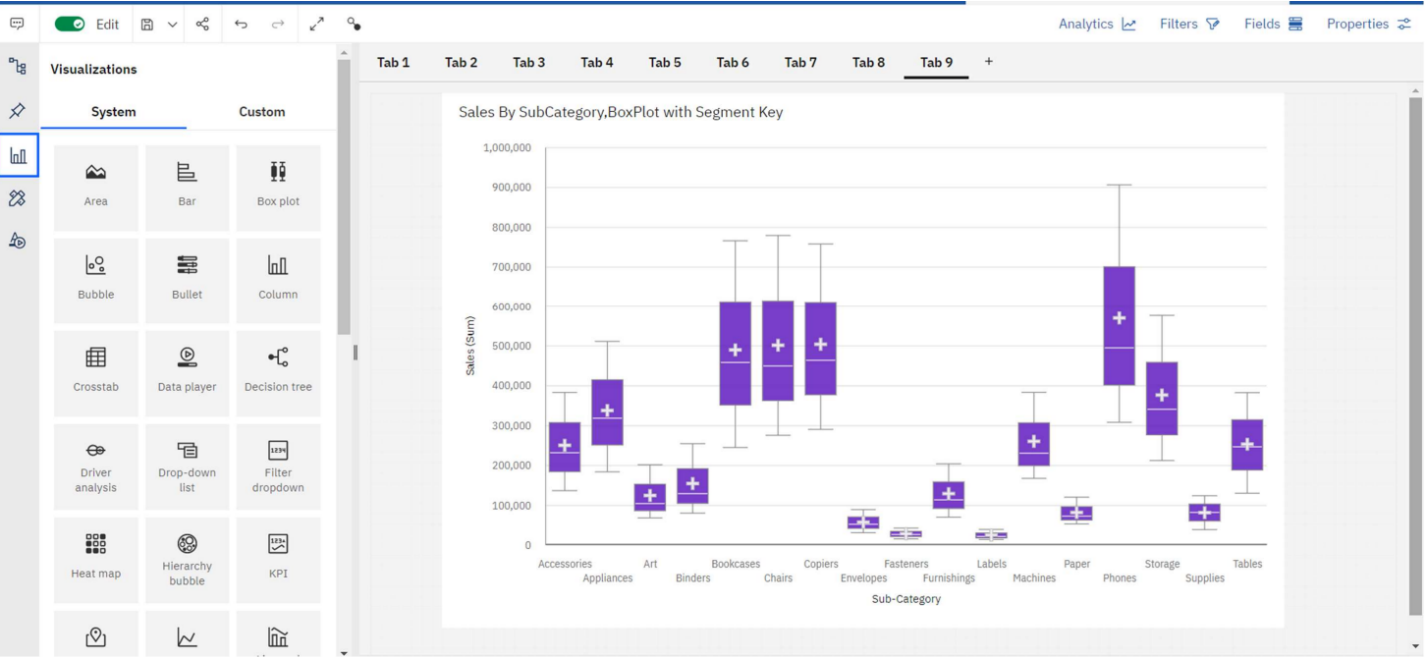 Edit
Analytics Filters Fields Properties
Visualizations
System Custom
Area Bar Box plot
Bubble Bullet Column
Crosstab Data player Decision tree
Driver analysis
Drop-down list
1234
Filter dropdown
Heat map
Hierarchy bubble
KPI
Tab 1 Tab 2 Tab 3 Tab 4 Tab 5 Tab 6 Tab 7 Tab 8 Tab 9 +
Sales By SubCategory,BoxPlot with Segment Key
1,000,000
900,000
800,000
700,000
600,000
500,000
400,000
300,000
200,000
100,000
0
Sales (Sum)
Accessories Art Bookcases Copiers Fasteners Labels Paper Storage Tables
Appliances Binders Chairs Envelopes Furnishings Machines Phones Supplies
Sub-Category